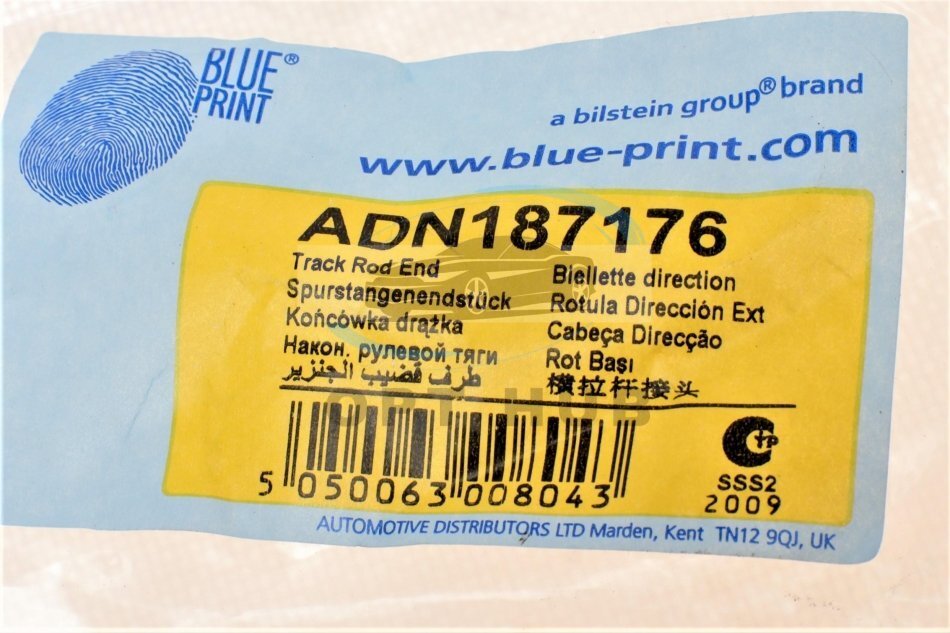 BLUE®
PRINT
a bilstein group® brand
www.blue-print.com
ADN187176
Track Rod End
Spurstangenendstück
Końcówka drążka
Након. рулевой тяги
طرف قضيب الجنزير
Biellette direction
Rotula Dirección Ext
Cabeça Direcção
Rot Başı
横拉杆接头
OPT HUB
5 050063 008043
SSS2
2009
AUTOMOTIVE DISTRIBUTORS LTD Marden, Kent TN12 9QJ, UK